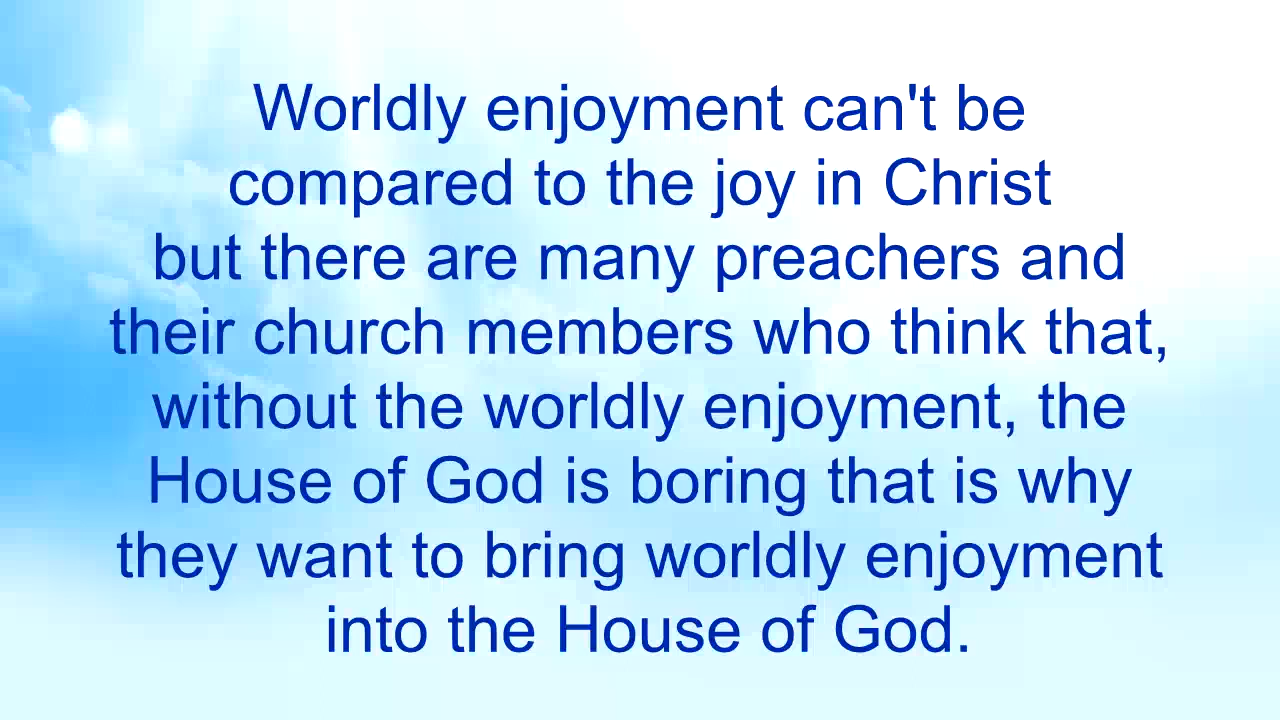 Worldly enjoyment can't be
compared to the joy in Christ
but there are many preachers and
their church members who think that,
without the worldly enjoyment, the
House of God is boring that is why
they want to bring worldly enjoyment
into the House of God.